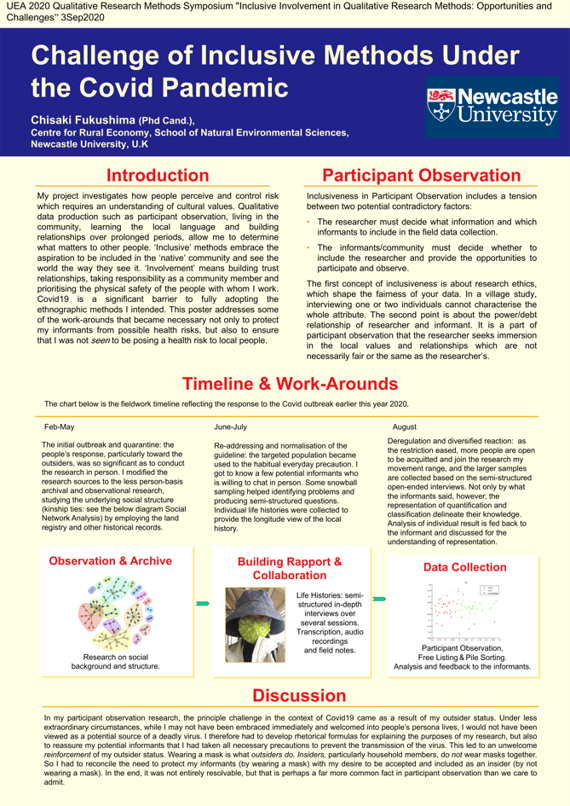 UEA 2020 Qualitative Research Methods Symposium "Inclusive Involvement in Qualitative Research Methods: Opportunities and
Challenges'' 3Sep2020
Challenge of Inclusive Methods Under
the Covid Pandemic
Chisaki Fukushima (Phd Cand.),
Centre for Rural Economy, School of Natural Environmental Sciences,
Newcastle University, U.K
Newcastle
University
Introduction
My project investigates how people perceive and control risk
which requires an understanding of cultural values. Qualitative
data production such as participant observation, living in the
community, learning the local language and building
relationships over prolonged periods, allow me to determine
what matters to other people. 'Inclusive' methods embrace the
aspiration to be included in the 'native' community and see the
world the way they see it. 'Involvement' means building trust
relationships, taking responsibility as a community member and
prioritising the physical safety of the people with whom I work.
Covid19 is a significant barrier to fully adopting the
ethnographic methods I intended. This poster addresses some
of the work-arounds that became necessary not only to protect
my informants from possible health risks, but also to ensure
that I was not seen to be posing a health risk to local people.
Participant Observation
Inclusiveness in Participant Observation includes a tension
between two potential contradictory factors:
• The researcher must decide what information and which
informants to include in the field data collection.
• The informants/community must decide whether to
include the researcher and provide the opportunities to
participate and observe.
The first concept of inclusiveness is about research ethics,
which shape the fairness of your data. In a village study,
interviewing one or two individuals cannot characterise the
whole attribute. The second point is about the power/debt
relationship of researcher and informant. It is a part of
participant observation that the researcher seeks immersion
in the local values and relationships which are not
necessarily fair or the same as the researcher's.
Timeline & Work-Arounds
The chart below is the fieldwork timeline reflecting the response to the Covid outbreak earlier this year 2020.
Feb-May
The initial outbreak and quarantine: the
people's response, particularly toward the
outsiders, was so significant as to conduct
the research in person. I modified the
research sources to the less person-basis
archival and observational research,
studying the underlying social structure
(kinship ties: see the below diagram Social
Network Analysis) by employing the land
registry and other historical records.
June-July
Re-addressing and normalisation of the
guideline: the targeted population became
used to the habitual everyday precaution. I
got to know a few potential informants who
is willing to chat in person. Some snowball
sampling helped identifying problems and
producing semi-structured questions.
Individual life histories were collected to
provide the longitude view of the local
history.
August
Deregulation and diversified reaction: as
the restriction eased, more people are open
to be acquitted and join the research my
movement range, and the larger samples
are collected based on the semi-structured
open-ended interviews. Not only by what
the informants said, however, the
representation of quantification and
classification delineate their knowledge.
Analysis of individual result is fed back to
the informant and discussed for the
understanding of representation.
Observation & Archive
Research on social
background and structure.
Building Rapport &
Collaboration
Life Histories: semi-
structured in-depth
interviews over
several sessions.
Transcription, audio
recordings
and field notes.
Data Collection
Participant Observation,
Free Listing & Pile Sorting.
Analysis and feedback to the informants.
Discussion
In my participant observation research, the principle challenge in the context of Covid19 came as a result of my outsider status. Under less
extraordinary circumstances, while I may not have been embraced immediately and welcomed into people's persona lives, I would not have been
viewed as a potential source of a deadly virus. I therefore had to develop rhetorical formulas for explaining the purposes of my research, but also
to reassure my potential informants that I had taken all necessary precautions to prevent the transmission of the virus. This led to an unwelcome
reinforcement of my outsider status. Wearing a mask is what outsiders do. Insiders, particularly household members, do not wear masks together.
So I had to reconcile the need to protect my informants (by wearing a mask) with my desire to be accepted and included as an insider (by not
wearing a mask). In the end, it was not entirely resolvable, but that is perhaps a far more common fact in participant observation than we care to
admit.